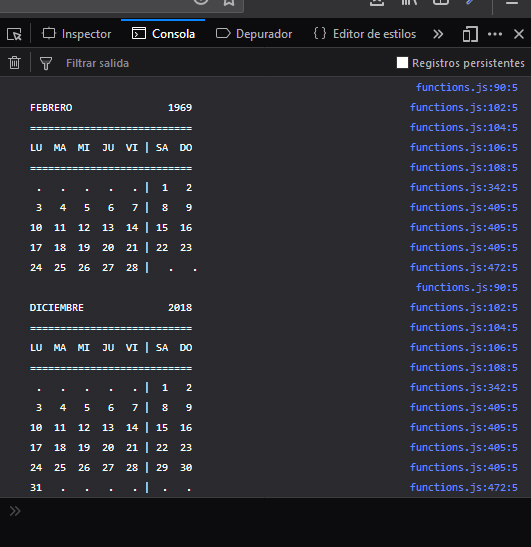 Inspector Consola Depurador {} Editor de estilos »
Filtrar salida Registros persistentes
functions.js:90:5
FEBRERO 1969 functions.js:102:5
=========================== functions.js:104:5
LU MA MI JU VI | SA DO functions.js:106:5
=========================== functions.js:108:5
. . . . . | 1 2 functions.js:342:5
3 4 5 6 7 | 8 9 functions.js:405:5
10 11 12 13 14 | 15 16 functions.js:405:5
17 18 19 20 21 | 22 23 functions.js:405:5
24 25 26 27 28 | . . functions.js:472:5
functions.js:90:5
DICIEMBRE 2018 functions.js:102:5
=========================== functions.js:104:5
LU MA MI JU VI | SA DO functions.js:106:5
=========================== functions.js:108:5
. . . . . | 1 2 functions.js:342:5
3 4 5 6 7 | 8 9 functions.js:405:5
10 11 12 13 14 | 15 16 functions.js:405:5
17 18 19 20 21 | 22 23 functions.js:405:5
24 25 26 27 28 | 29 30 functions.js:405:5
31 . . . . | . . functions.js:472:5
»